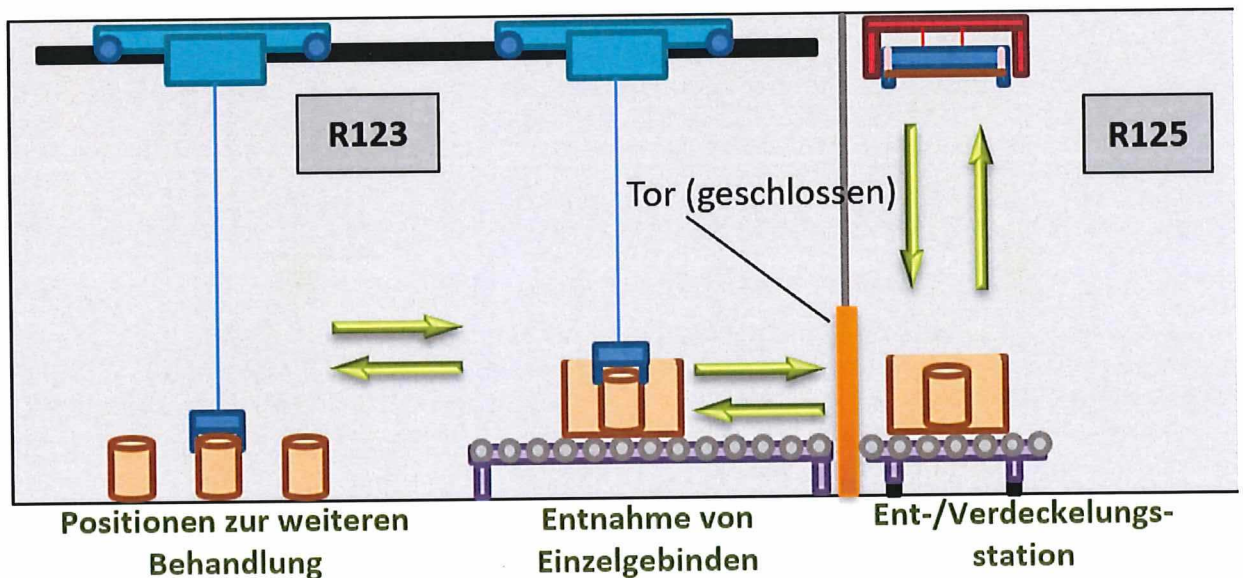 R123
R125
Tor (geschlossen)
Positionen zur weiteren
Behandlung
Entnahme von
Einzelgebinden
Ent-/Verdeckelungs-
station